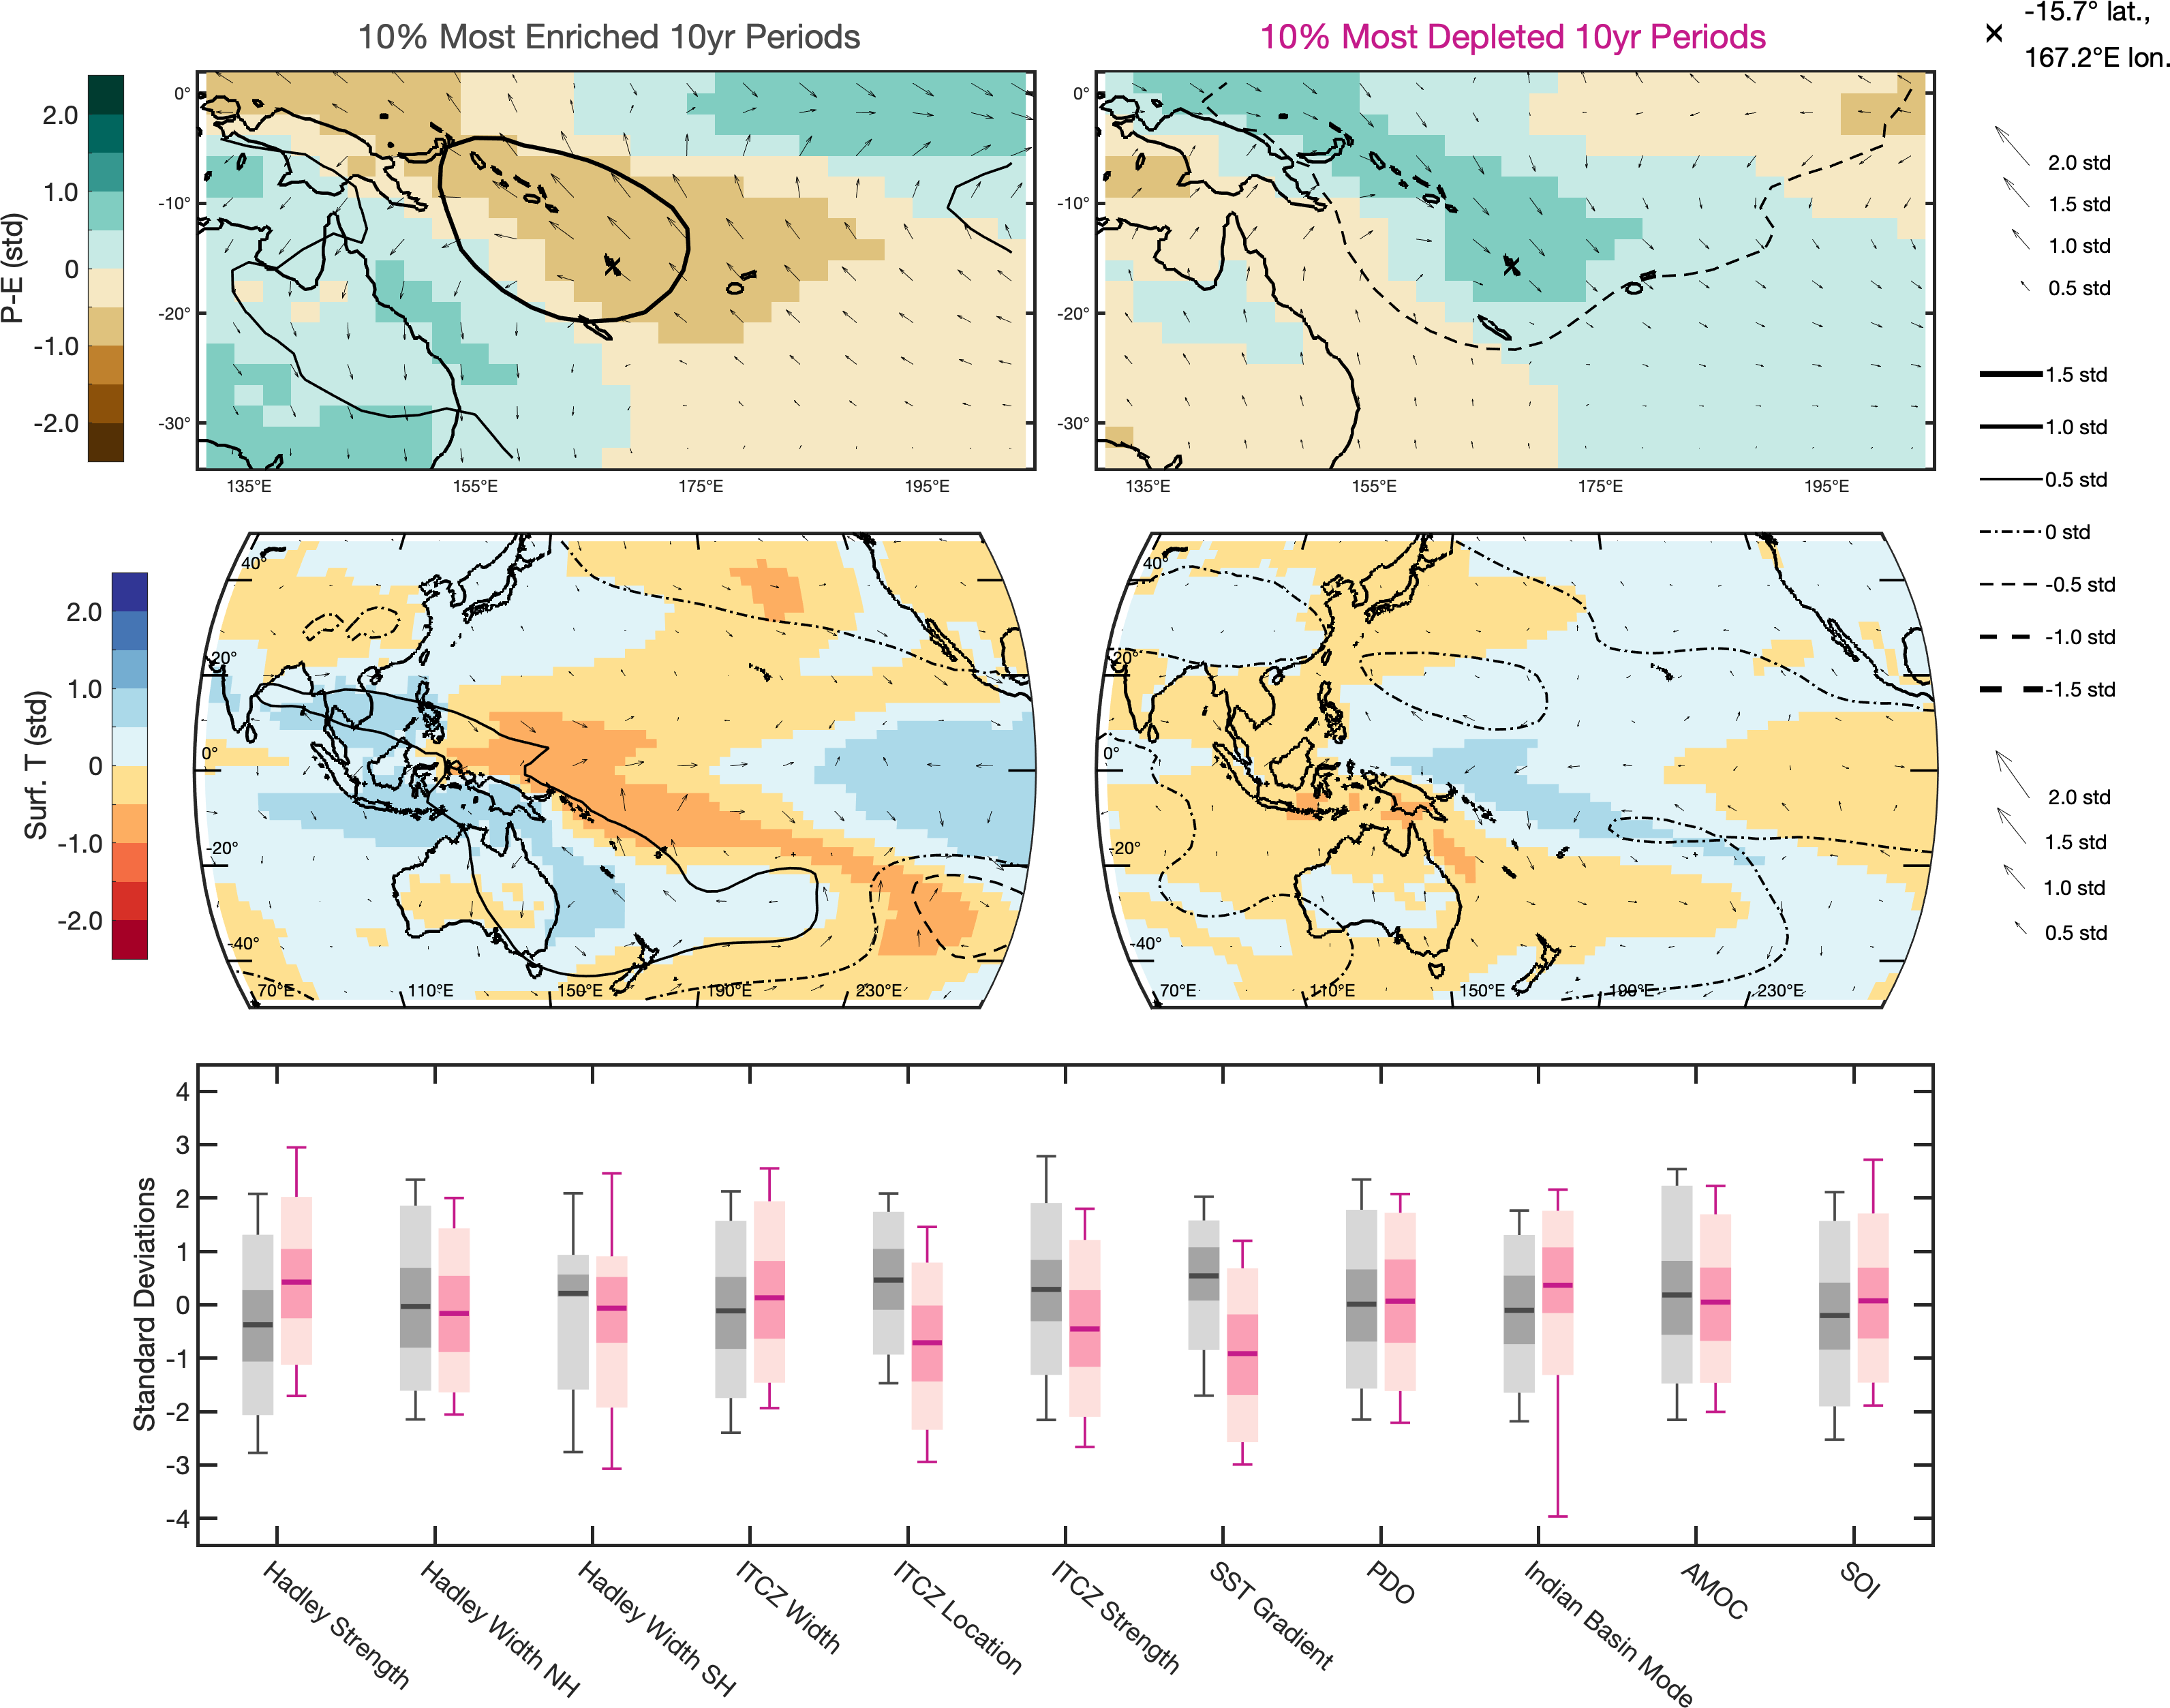 10% Most Enriched 10yr Periods
10% Most Depleted 10yr Periods
-15.7° lat.,
167.2°E lon.
P-E (std)
2.0
1.0
0
-1.0
-2.0
0°
-10°
-20°
-30°
135°E
155°E
175°E
195°E
0°
-10°
-20°
-30°
135°E
155°E
175°E
195°E
2.0 std
1.5 std
1.0 std
0.5 std
1.5 std
1.0 std
0.5 std
0 std
-0.5 std
-1.0 std
-1.5 std
Surf. T (std)
2.0
1.0
0
-1.0
-2.0
40°
20°
0°
-20°
-40°
70°E
110°E
150°E
190°E
230°E
40°
20°
0°
-20°
-40°
70°E
110°E
150°E
190°E
230°E
2.0 std
1.5 std
1.0 std
0.5 std
Standard Deviations
4
3
2
1
0
-1
-2
-3
-4
Hadley Strength
Hadley Width NH
Hadley Width SH
ITCZ Width
ITCZ Location
ITCZ Strength
SST Gradient
PDO
Indian Basin Mode
AMOC
SOI